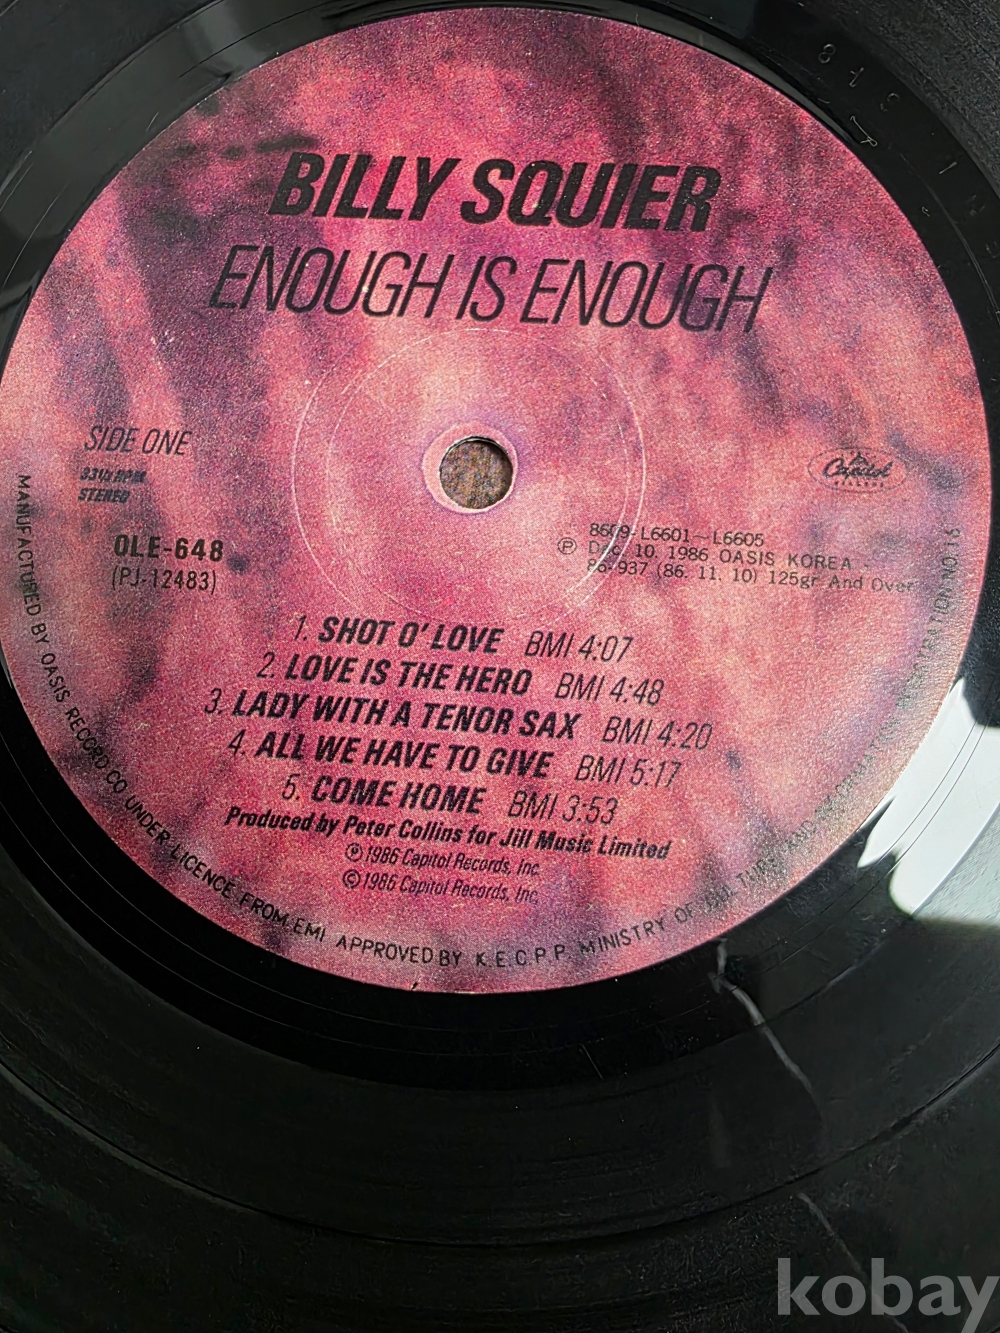 BILLY SQUIER
ENOUGH IS ENOUGH
SIDE ONE
33⅓ RPM
STEREO
OLE-648
(PJ-12483)
Capitol
RECORDS
8609-L6601~L6605
Ⓟ Dec. 10. 1986 OASIS KOREA
86-937 (86. 11. 10) 125gr And Over
1. SHOT O' LOVE BMI 4:07
2. LOVE IS THE HERO BMI 4:48
3. LADY WITH A TENOR SAX BMI 4:20
4. ALL WE HAVE TO GIVE BMI 5:17
5. COME HOME BMI 3:53
Produced by Peter Collins for Jill Music Limited
Ⓟ1986 Capitol Records, Inc.
©1986 Capitol Records, Inc.
MANUFACTURED BY OASIS RECORD CO UNDER LICENCE FROM EMI APPROVED BY K.E.C.P.P. MINISTRY OF AND NO.16
kobay